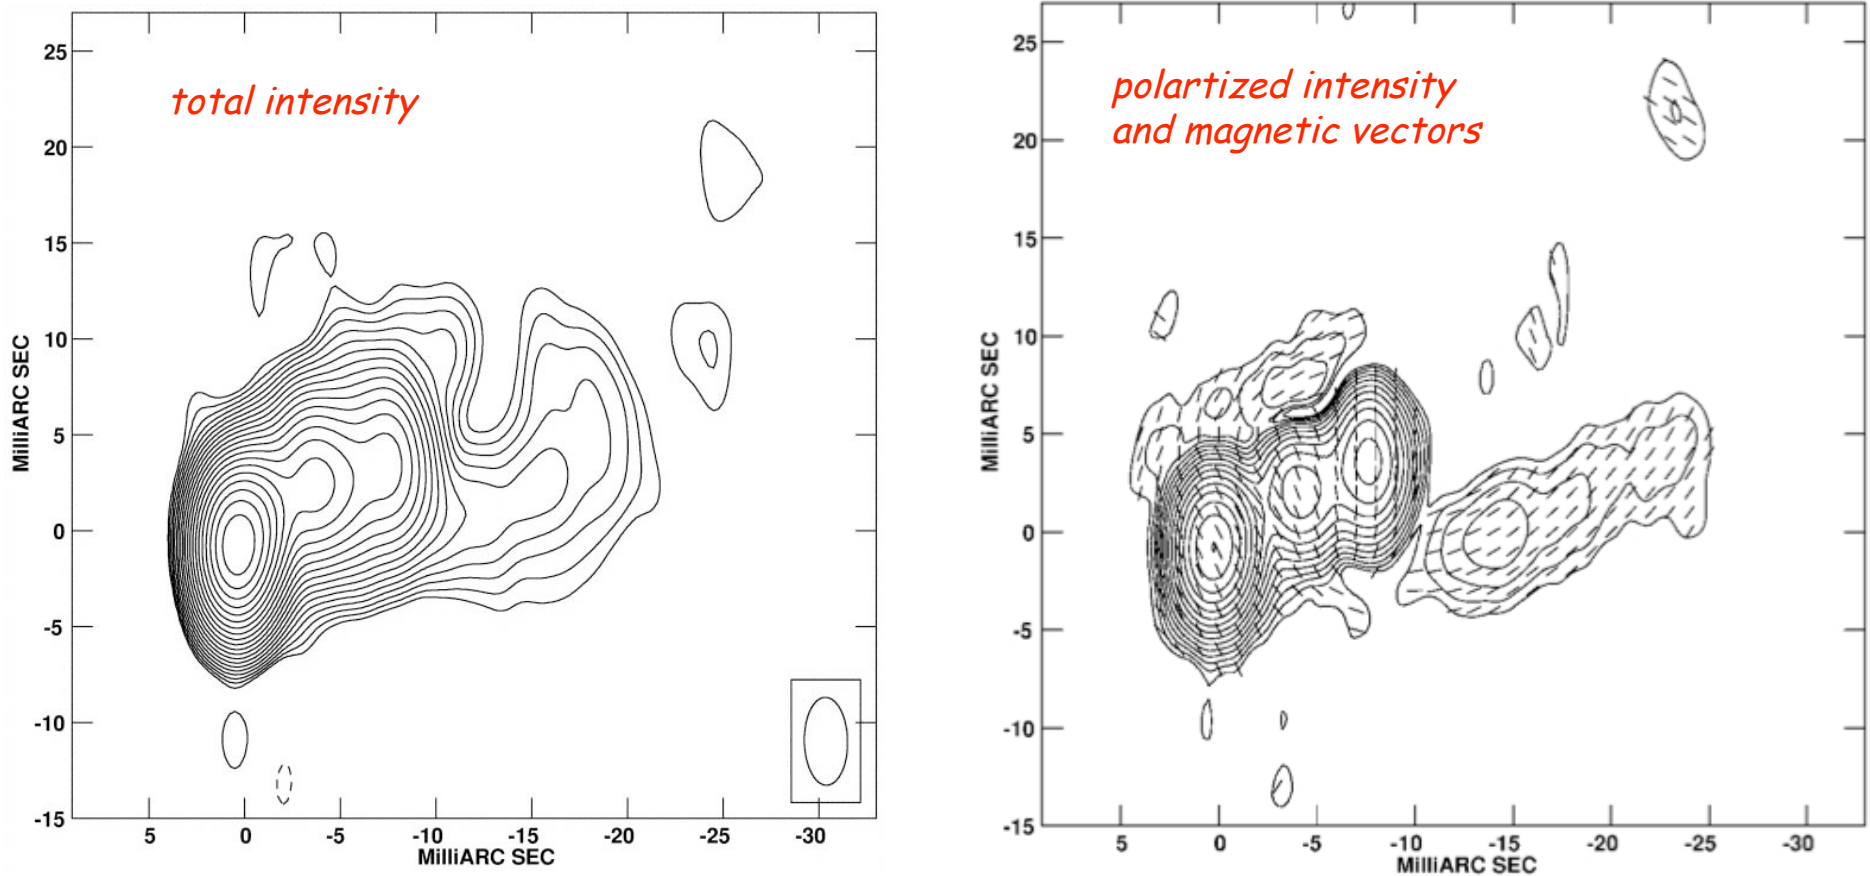 total intensity
25
20
15
10
5
0
-5
-10
-15
5 0 -5 -10 -15 -20 -25 -30
MilliARC SEC
MilliARC SEC
polartized intensity
and magnetic vectors
25
20
15
10
5
0
-5
-10
-15
5 0 -5 -10 -15 -20 -25 -30
MilliARC SEC
MilliARC SEC